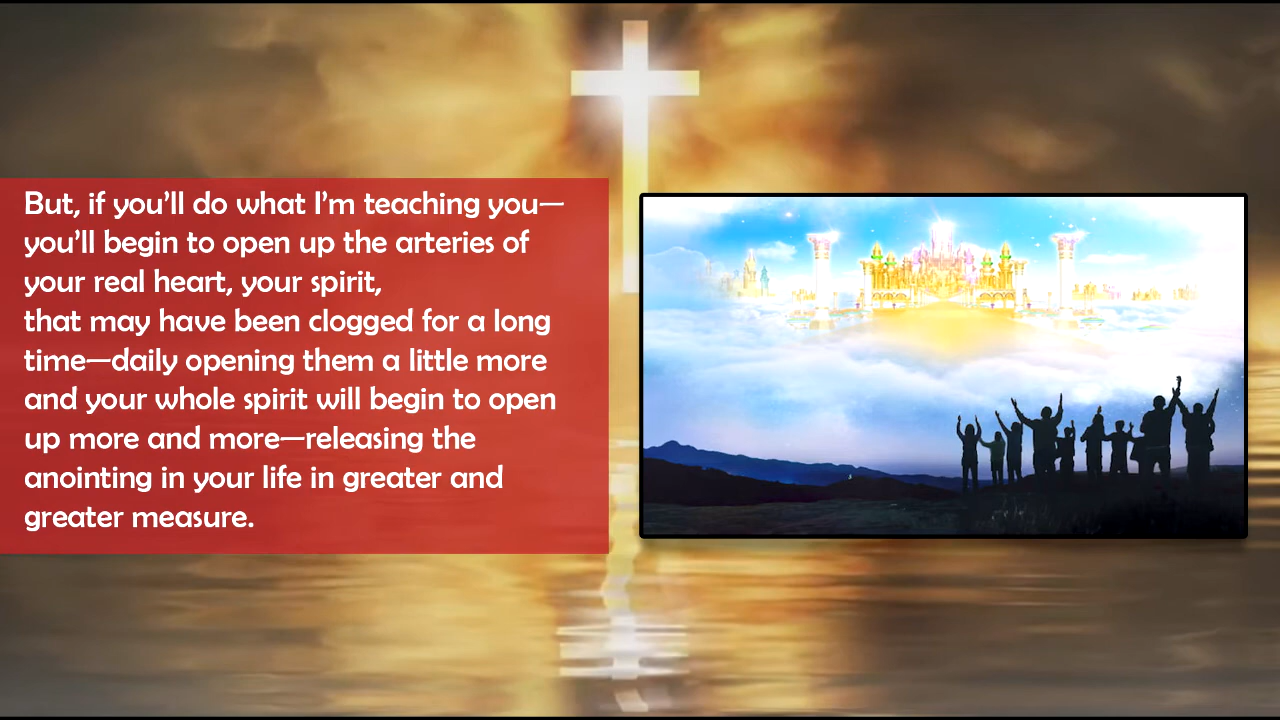 But, if you’ll do what I’m teaching you—
you’ll begin to open up the arteries of
your real heart, your spirit,
that may have been clogged for a long
time—daily opening them a little more
and your whole spirit will begin to open
up more and more—releasing the
anointing in your life in greater and
greater measure.